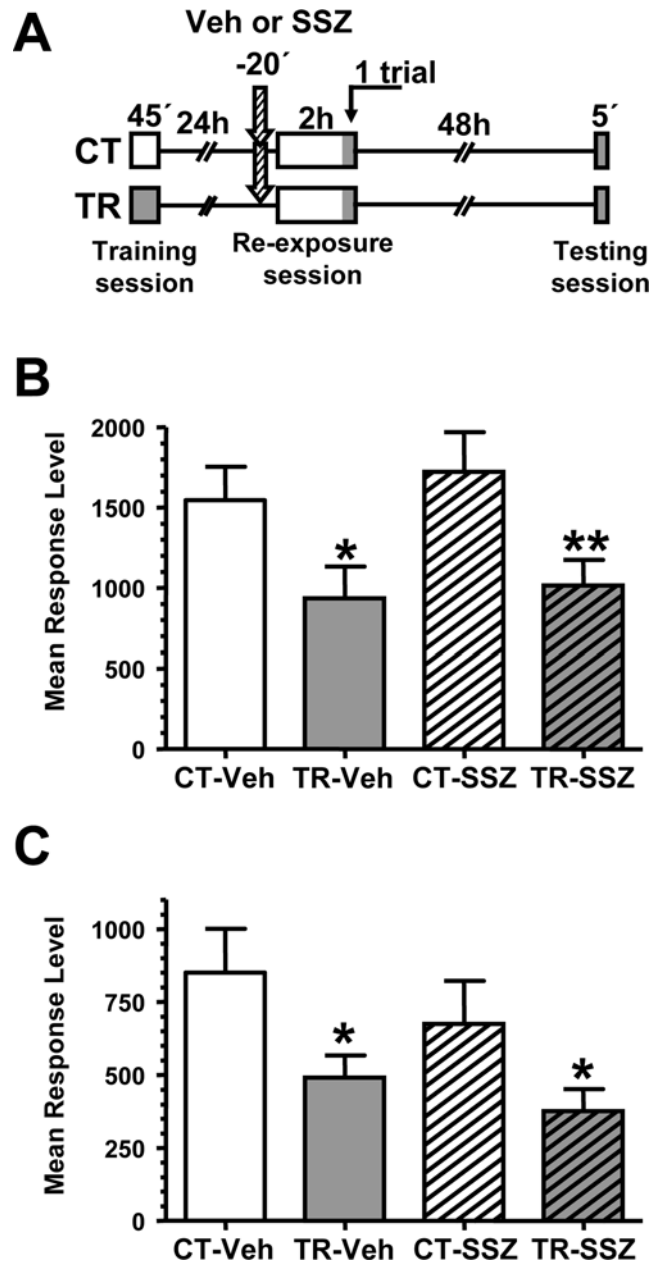 A
Veh or SSZ
-20´
1 trial
45´
24h
2h
48h
5´
CT
TR
Training
session
Re-exposure
session
Testing
session
B
Mean Response Level
2000
1500
1000
500
0
*
**
CT-Veh TR-Veh CT-SSZ TR-SSZ
C
Mean Response Level
1000
750
500
250
0
*
*
CT-Veh TR-Veh CT-SSZ TR-SSZ